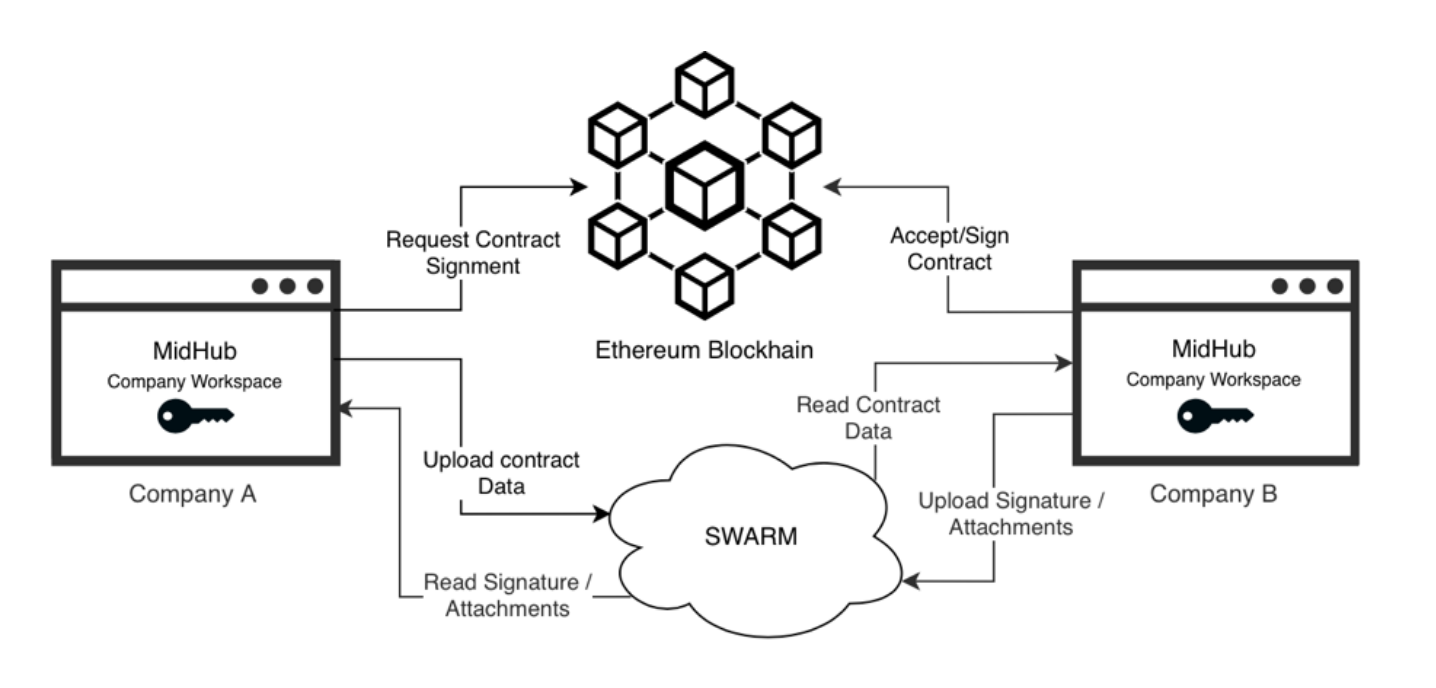 Request Contract
Signment
Accept/Sign
Contract
Ethereum Blockhain
MidHub
Company Workspace
Company A
MidHub
Company Workspace
Company B
Read Contract
Data
Upload contract
Data
SWARM
Upload Signature /
Attachments
Read Signature /
Attachments